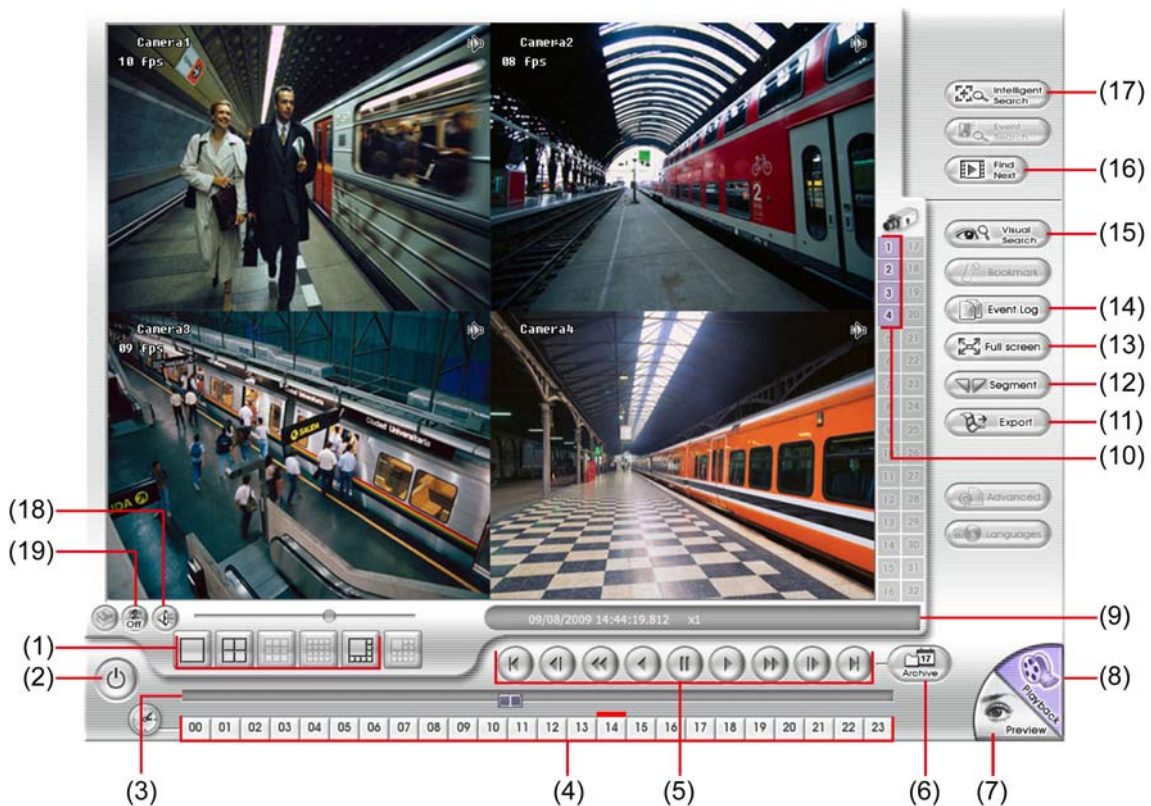 Camera1
10 fps
Camera2
08 fps
Camera3
09 fps
SALIDA
Ciudad Universitaria
Camera4
2
Intelligent
Search
(17)
Event
Search
Find
Next
(16)
Visual
Search
(15)
Bookmark
Event Log
(14)
Full screen
(13)
Segment
(12)
Export
(11)
(10)
Advanced
Languages
1 17
2 18
3 19
4 20
21
22
23
24
25
26
11 27
12 28
13 29
14 30
15 31
16 32
(18)
(19)
Off
09/08/2009 14:44:19.812 x1
(9)
(1)
(2)
17
Archive
Playback
Preview
(8)
00 01 02 03 04 05 06 07 08 09 10 11 12 13 14 15 16 17 18 19 20 21 22 23
(3)
(4)
(5)
(6)
(7)